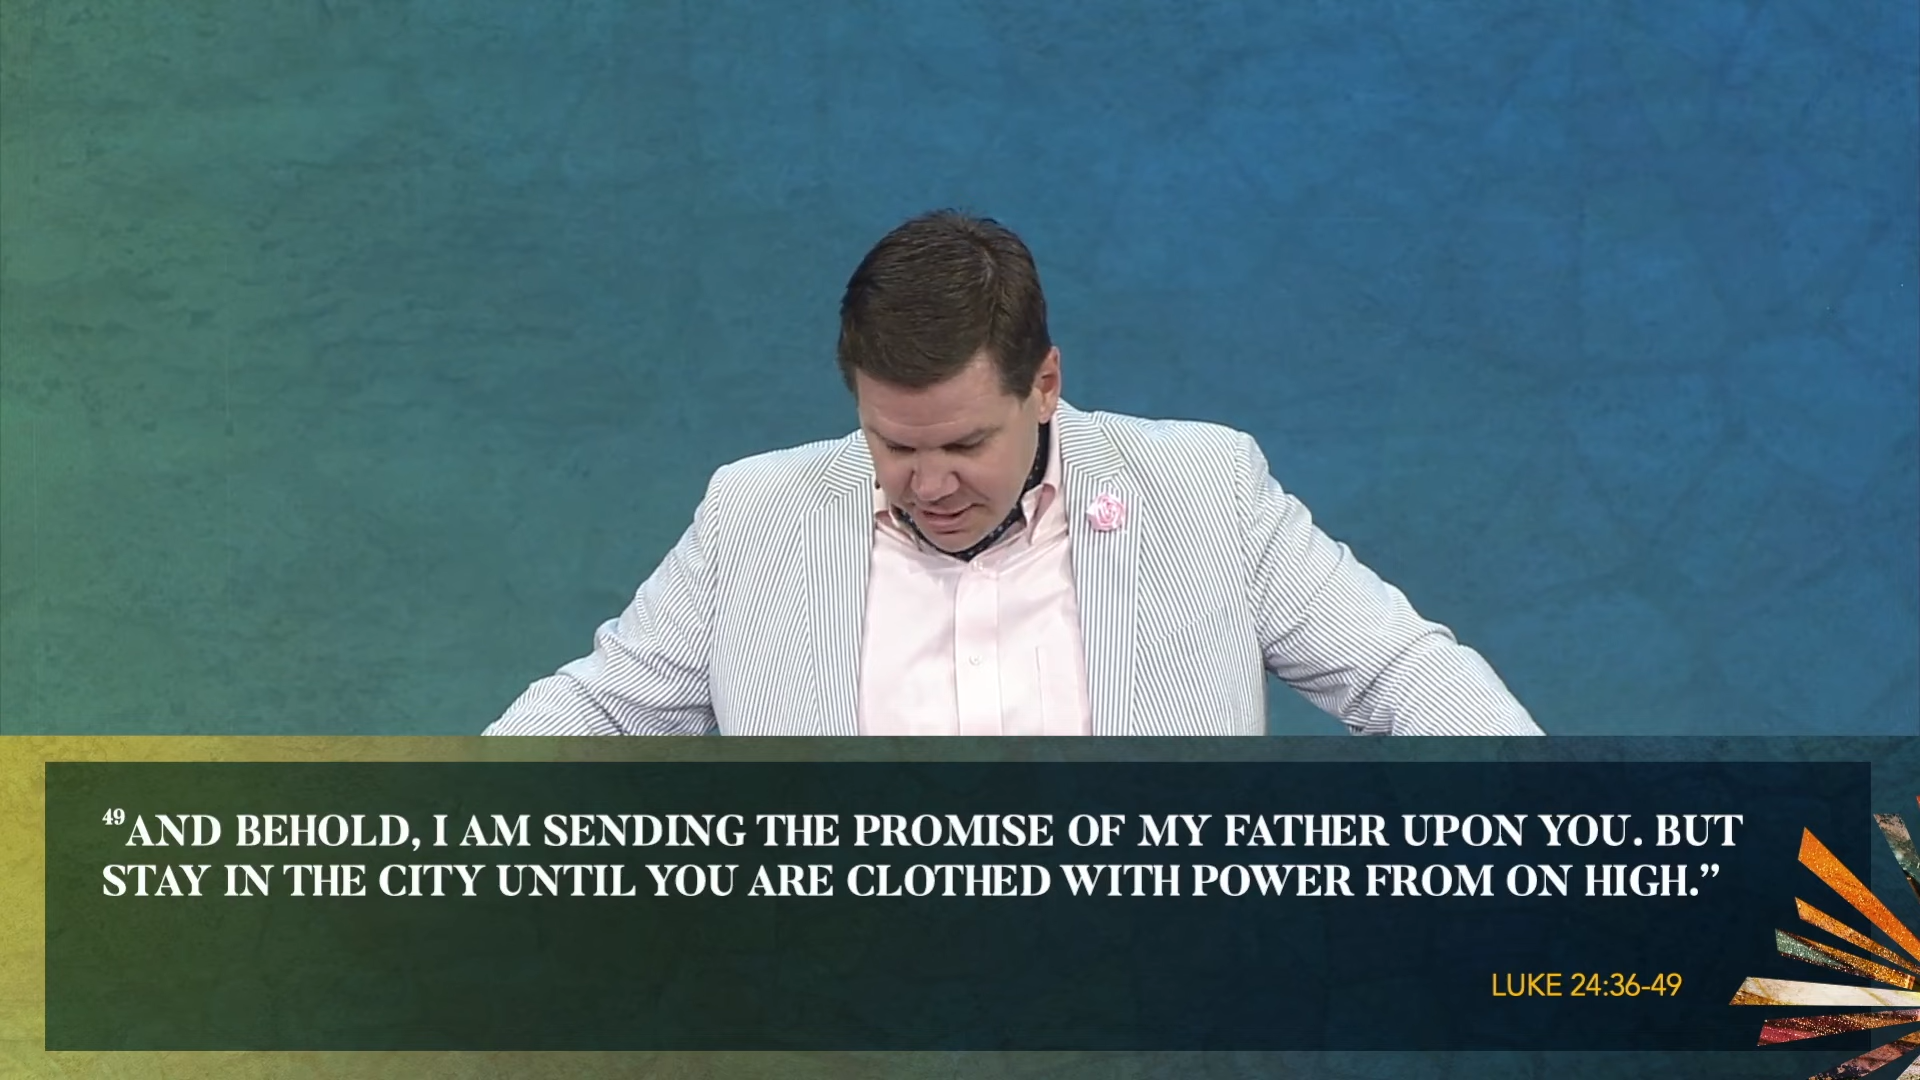 ⁴⁹AND BEHOLD, I AM SENDING THE PROMISE OF MY FATHER UPON YOU. BUT
STAY IN THE CITY UNTIL YOU ARE CLOTHED WITH POWER FROM ON HIGH.”
LUKE 24:36-49